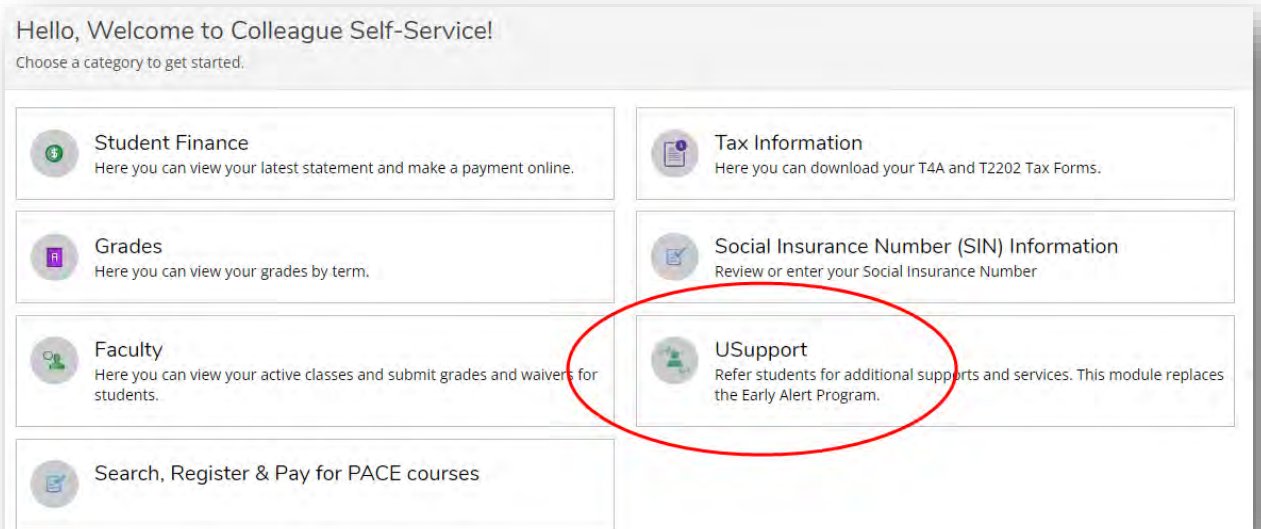 Hello, Welcome to Colleague Self-Service!
Choose a category to get started.
Student Finance
Here you can view your latest statement and make a payment online.
Tax Information
Here you can download your T4A and T2202 Tax Forms.
Grades
Here you can view your grades by term.
Social Insurance Number (SIN) Information
Review or enter your Social Insurance Number
Faculty
Here you can view your active classes and submit grades and waivers for
students.
USupport
Refer students for additional supports and services. This module replaces
the Early Alert Program.
Search, Register & Pay for PACE courses